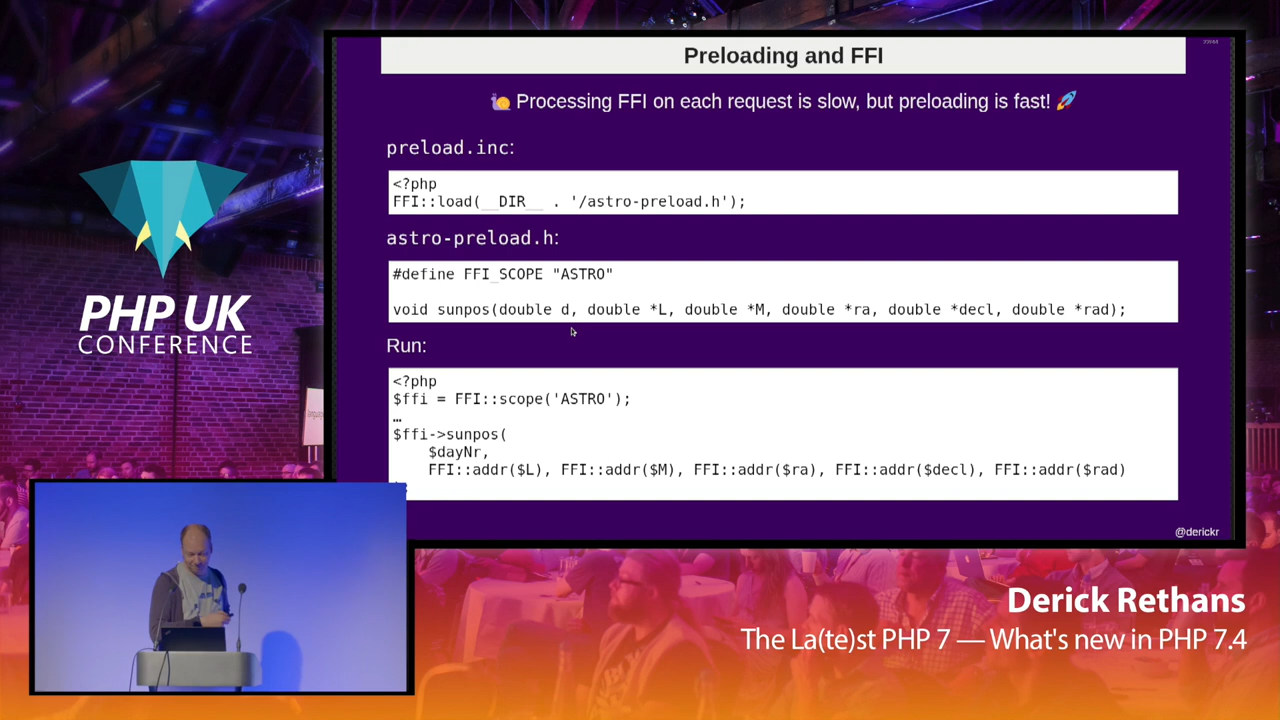 Preloading and FFI
🐌 Processing FFI on each request is slow, but preloading is fast! 🚀
preload.inc:
<?php
FFI::load(__DIR__ . '/astro-preload.h');
astro-preload.h:
#define FFI_SCOPE "ASTRO"
void sunpos(double d, double *L, double *M, double *ra, double *decl, double *rad);
Run:
<?php
$ffi = FFI::scope('ASTRO');
…
$ffi->sunpos(
$dayNr,
FFI::addr($L), FFI::addr($M), FFI::addr($ra), FFI::addr($decl), FFI::addr($rad)
@derickr
PHP UK
CONFERENCE
Derick Rethans
The La(te)st PHP 7 — What's new in PHP 7.4